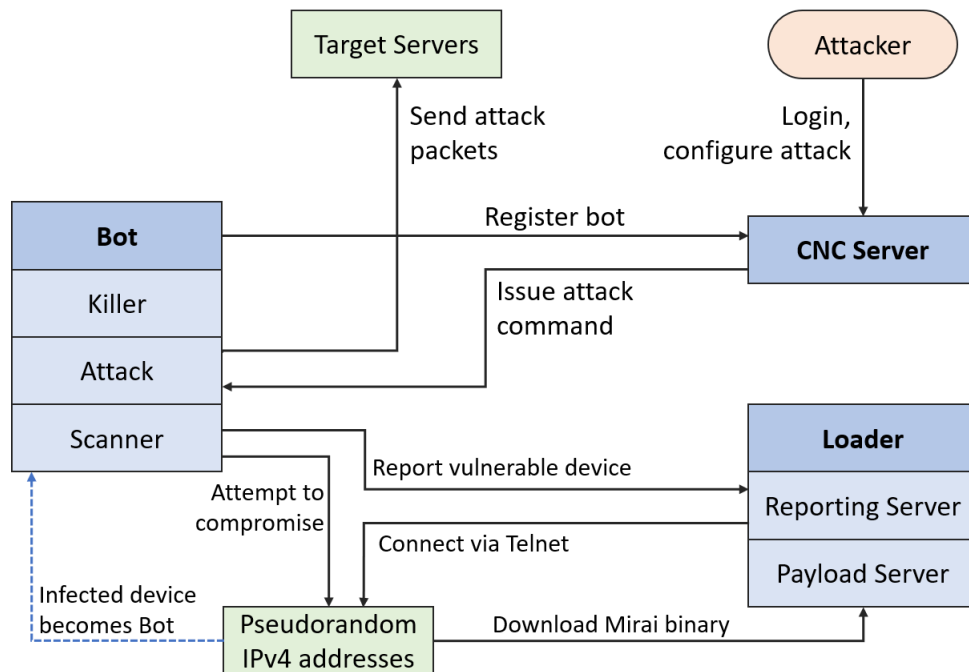 Target Servers
Attacker
Send attack
packets
Login,
configure attack
Bot
Register bot
CNC Server
Killer
Issue attack
command
Attack
Scanner
Loader
Report vulnerable device
Attempt to
compromise
Reporting Server
Connect via Telnet
Payload Server
Infected device
becomes Bot
Pseudorandom
IPv4 addresses
Download Mirai binary